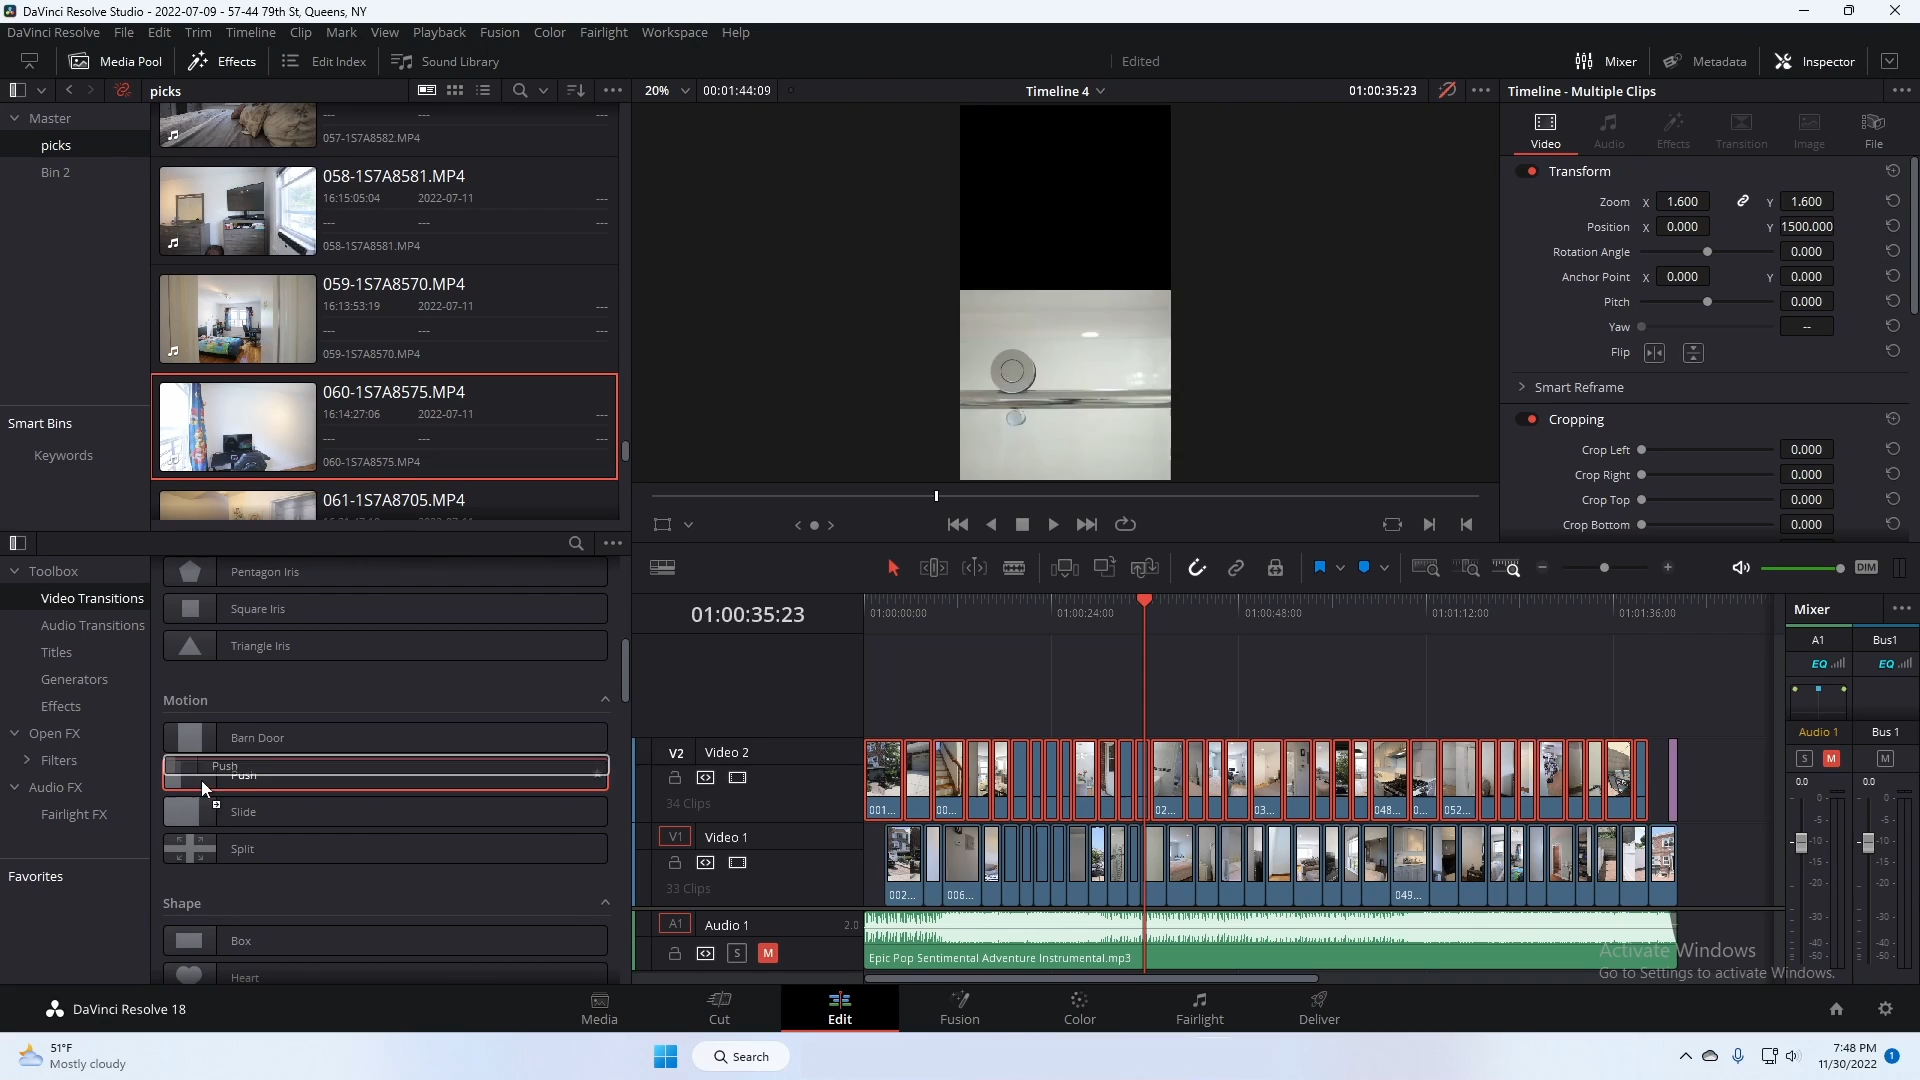 DaVinci Resolve Studio - 2022-07-09 - 57-44 79th St, Queens, NY
DaVinci Resolve File Edit Trim Timeline Clip Mark View Playback Fusion Color Fairlight Workspace Help
Media Pool Effects Edit Index Sound Library Edited Mixer Metadata Inspector
picks 20% 00:01:44:09 Timeline 4 01:00:35:23 Timeline - Multiple Clips
Master
picks
Bin 2
Smart Bins
Keywords
057-1S7A8582.MP4
058-1S7A8581.MP4
16:15:05:04 2022-07-11
058-1S7A8581.MP4
059-1S7A8570.MP4
16:13:53:19 2022-07-11
059-1S7A8570.MP4
060-1S7A8575.MP4
16:14:27:06 2022-07-11
060-1S7A8575.MP4
061-1S7A8705.MP4
Video Audio Effects Transition Image File
Transform
Zoom X 1.600 Y 1.600
Position X 0.000 Y 1500.000
Rotation Angle 0.000
Anchor Point X 0.000 Y 0.000
Pitch 0.000
Yaw --
Flip
Smart Reframe
Cropping
Crop Left 0.000
Crop Right 0.000
Crop Top 0.000
Crop Bottom 0.000
Toolbox
Video Transitions
Audio Transitions
Titles
Generators
Effects
Open FX
Filters
Audio FX
Fairlight FX
Favorites
Pentagon Iris
Square Iris
Triangle Iris
Motion
Barn Door
Push
Push
Slide
Split
Shape
Box
Heart
DIM
01:00:35:23
01:00:00:00 01:00:24:00 01:00:48:00 01:01:12:00 01:01:36:00
V2 Video 2
34 Clips
001... 00... 02... 03... 048... 0... 052...
V1 Video 1
33 Clips
002... 006... 049...
A1 Audio 1 2.0
S M
Epic Pop Sentimental Adventure Instrumental.mp3
Mixer
A1 Bus1
EQ EQ
Audio 1 Bus 1
S M M
0.0 0.0
0 0
-5 -5
-10 -10
-15 -15
-20 -20
-30 -30
-40 -40
-50 -50
Activate Windows
Go to Settings to activate Windows.
DaVinci Resolve 18
Media Cut Edit Fusion Color Fairlight Deliver
51°F
Mostly cloudy
Search
7:48 PM
11/30/2022
1